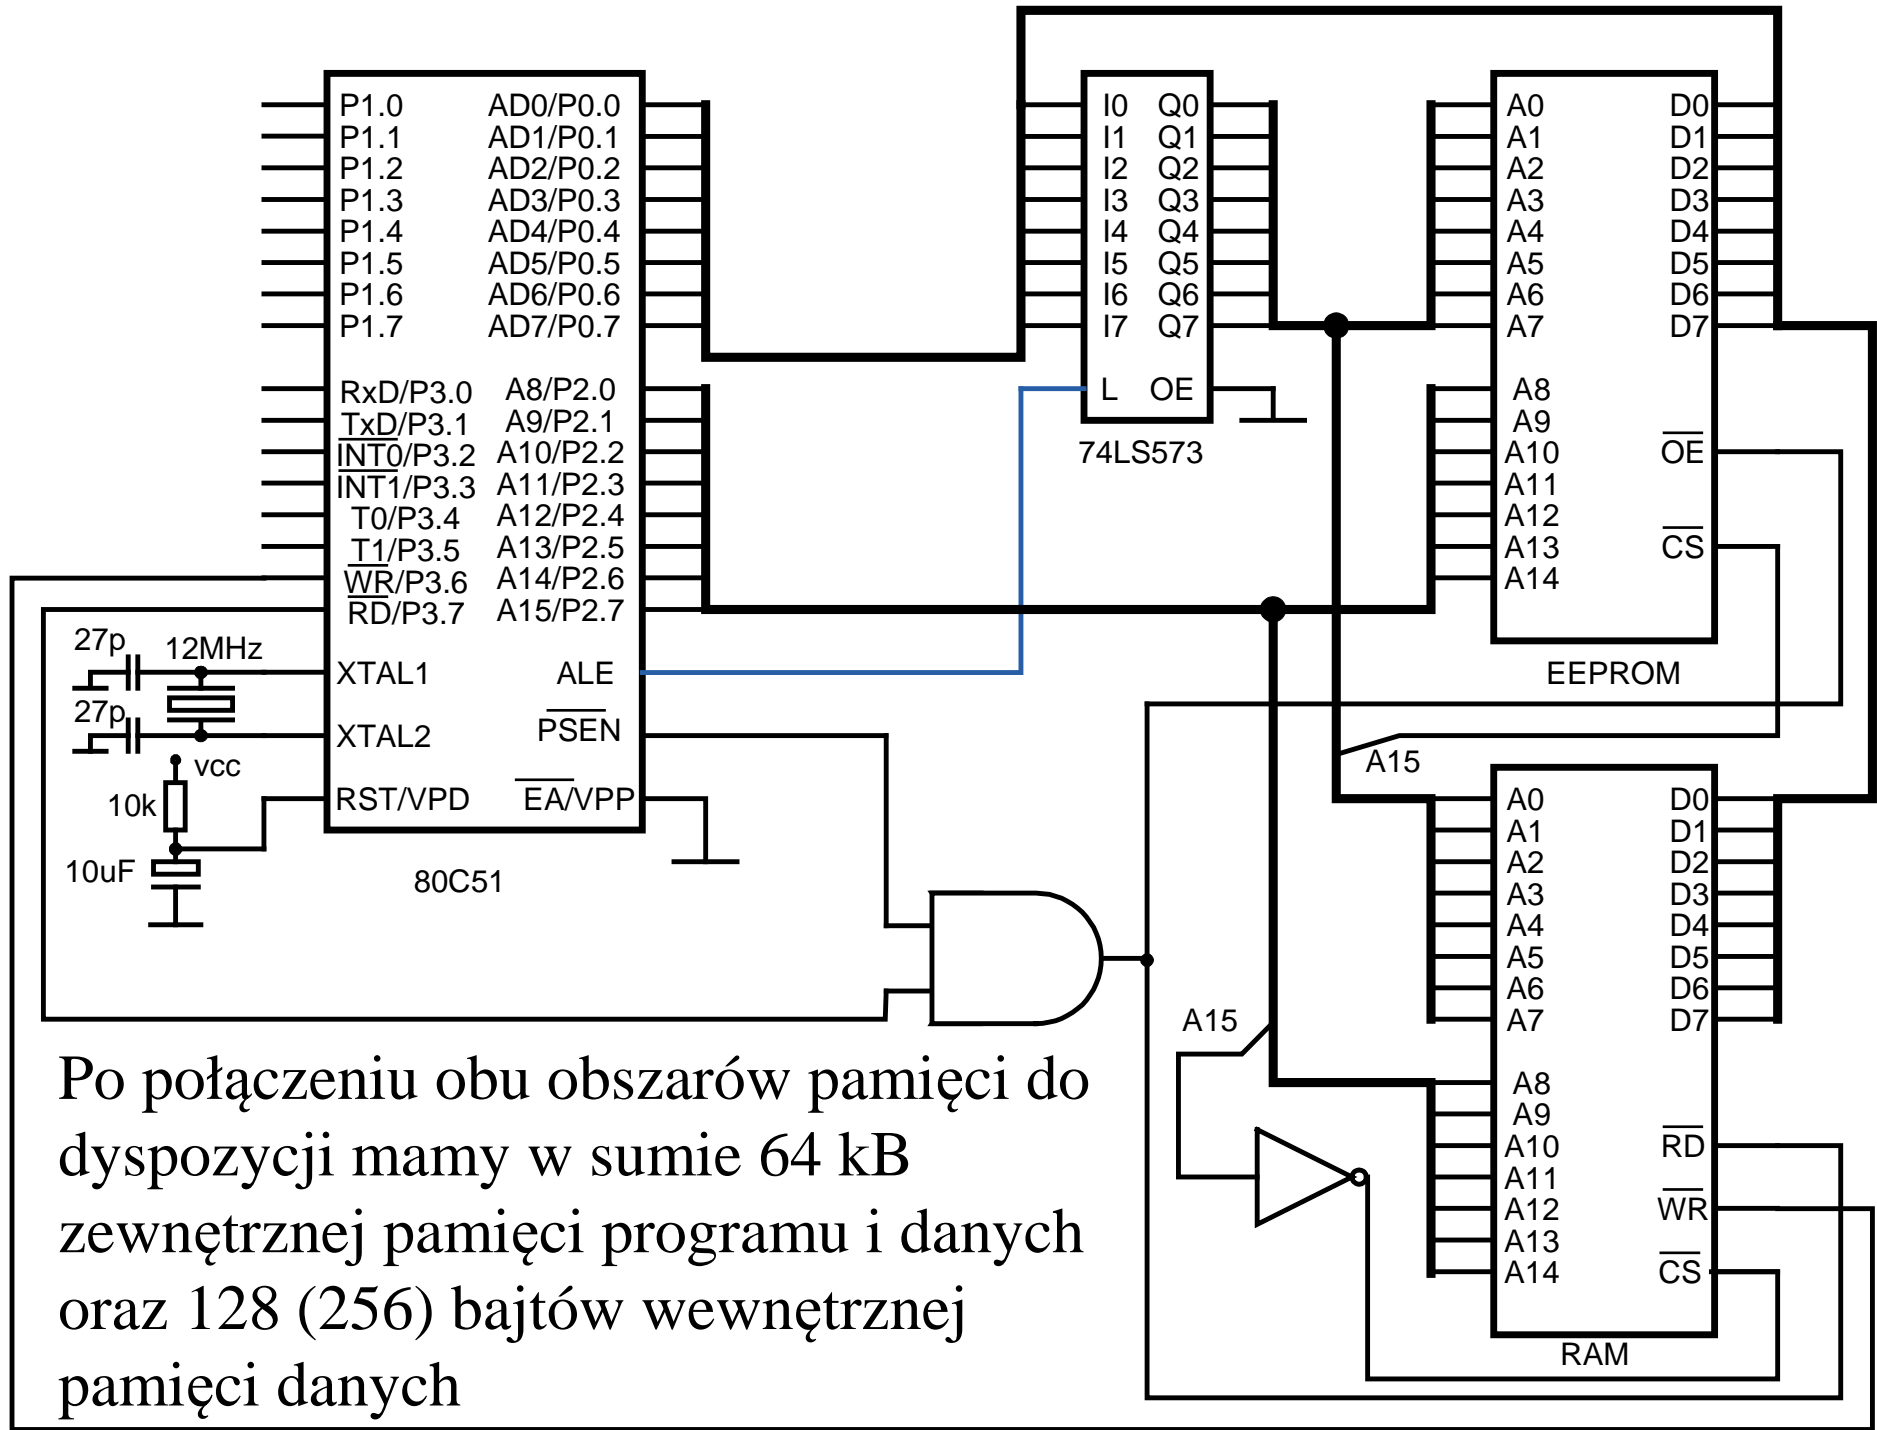 P1.0 AD0/P0.0
P1.1 AD1/P0.1
P1.2 AD2/P0.2
P1.3 AD3/P0.3
P1.4 AD4/P0.4
P1.5 AD5/P0.5
P1.6 AD6/P0.6
P1.7 AD7/P0.7
RxD/P3.0 A8/P2.0
TxD/P3.1 A9/P2.1
INT0/P3.2 A10/P2.2
INT1/P3.3 A11/P2.3
T0/P3.4 A12/P2.4
T1/P3.5 A13/P2.5
WR/P3.6 A14/P2.6
RD/P3.7 A15/P2.7
XTAL1 ALE
XTAL2 PSEN
RST/VPD EA/VPP
80C51
27p
12MHz
27p
vcc
10k
10uF
I0 Q0
I1 Q1
I2 Q2
I3 Q3
I4 Q4
I5 Q5
I6 Q6
I7 Q7
L OE
74LS573
A0 D0
A1 D1
A2 D2
A3 D3
A4 D4
A5 D5
A6 D6
A7 D7
A8
A9
A10 OE
A11
A12
A13 CS
A14
EEPROM
A15
A0 D0
A1 D1
A2 D2
A3 D3
A4 D4
A5 D5
A6 D6
A7 D7
A8
A9
A10 RD
A11
A12 WR
A13
A14 CS
RAM
A15
Po połączeniu obu obszarów pamięci do
dyspozycji mamy w sumie 64 kB
zewnętrznej pamięci programu i danych
oraz 128 (256) bajtów wewnętrznej
pamięci danych